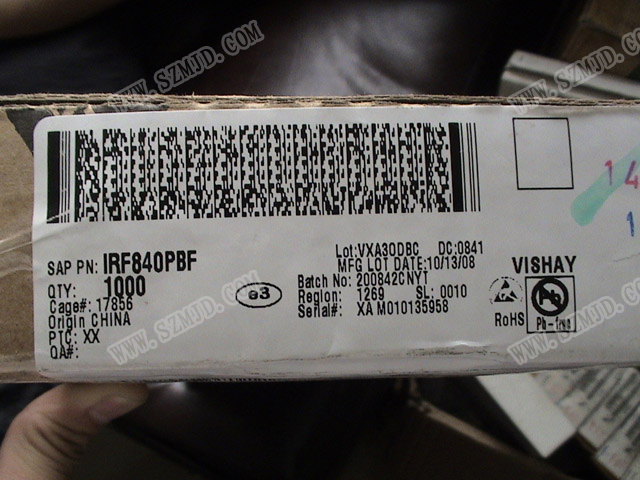 SAP PN: IRF840PBF
QTY: 1000
Cage#: 17856
Origin CHINA
PTC: XX
QA#:
e3
Lot:VXA30DBC DC:0841
MFG LOT DATE:10/13/08
Batch No: 200842CNYT
Region: 1269 SL: 0010
Serial#: XA M010135958
VISHAY
RoHS
Pb-free
14
1
WWW.SZMJD.COM
WWW.SZMJD.COM
WWW.SZMJD.COM
WWW.SZMJD.COM